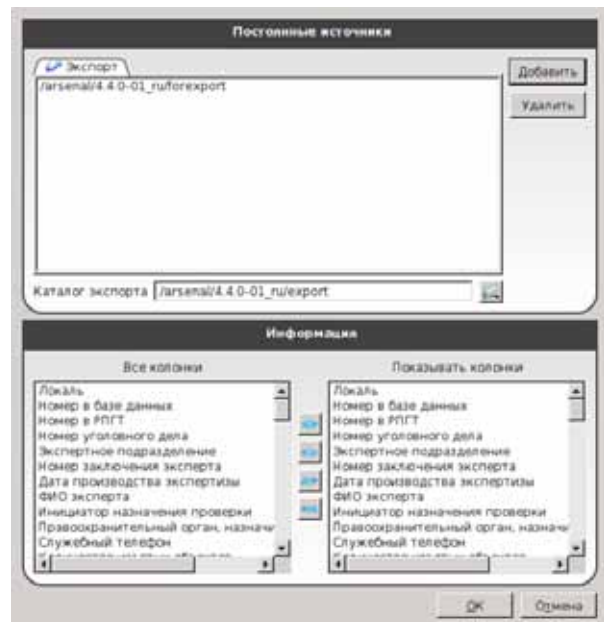 Постоянные источники
Экспорт
/arsenal/4.4.0-01_ru/forexport
Добавить
Удалить
Каталог экспорта /arsenal/4.4.0-01_ru/export
Информация
Все колонки
Локаль
Номер в базе данных
Номер в РПГТ
Номер уголовного дела
Экспертное подразделение
Номер заключения эксперта
Дата производства экспертизы
ФИО эксперта
Инициатор назначения проверки
Правоохранительный орган, назначи
Служебный телефон
Показывать колонки
Локаль
Номер в базе данных
Номер в РПГТ
Номер уголовного дела
Экспертное подразделение
Номер заключения эксперта
Дата производства экспертизы
ФИО эксперта
Инициатор назначения проверки
Правоохранительный орган, назнач
Служебный телефон
OK
Отмена